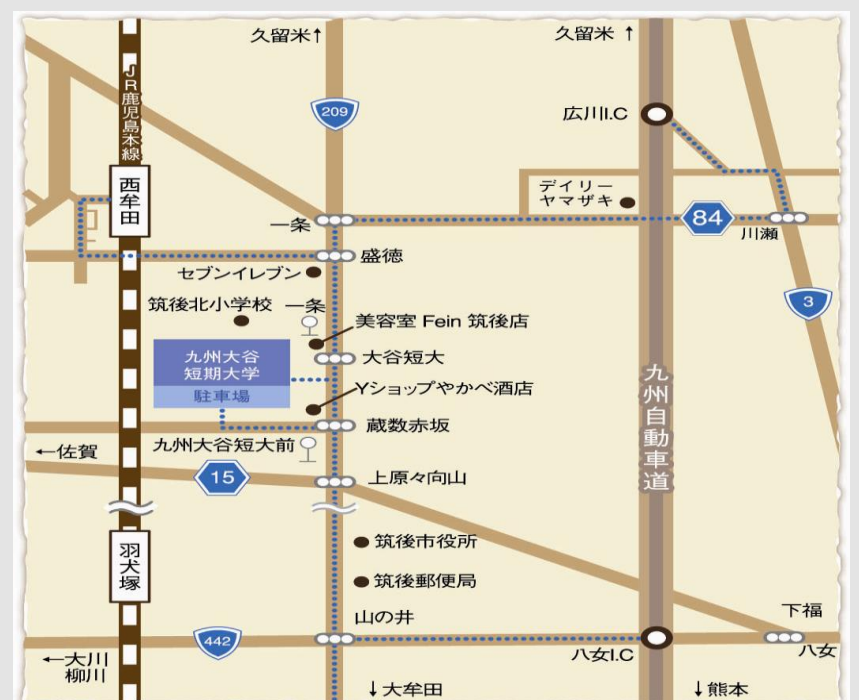 久留米↑
久留米 ↑
JR鹿児島本線
209
広川I.C
西牟田
デイリー
ヤマザキ
一条
84
川瀬
盛徳
セブンイレブン
筑後北小学校
一条
3
美容室 Fein 筑後店
九州大谷
短期大学
駐車場
大谷短大
Yショップやかべ酒店
九州自動車道
蔵数赤坂
←佐賀
九州大谷短大前
15
上原々向山
羽犬塚
筑後市役所
筑後郵便局
山の井
下福
442
八女I.C
八女
←大川
柳川
↓大牟田
↓熊本